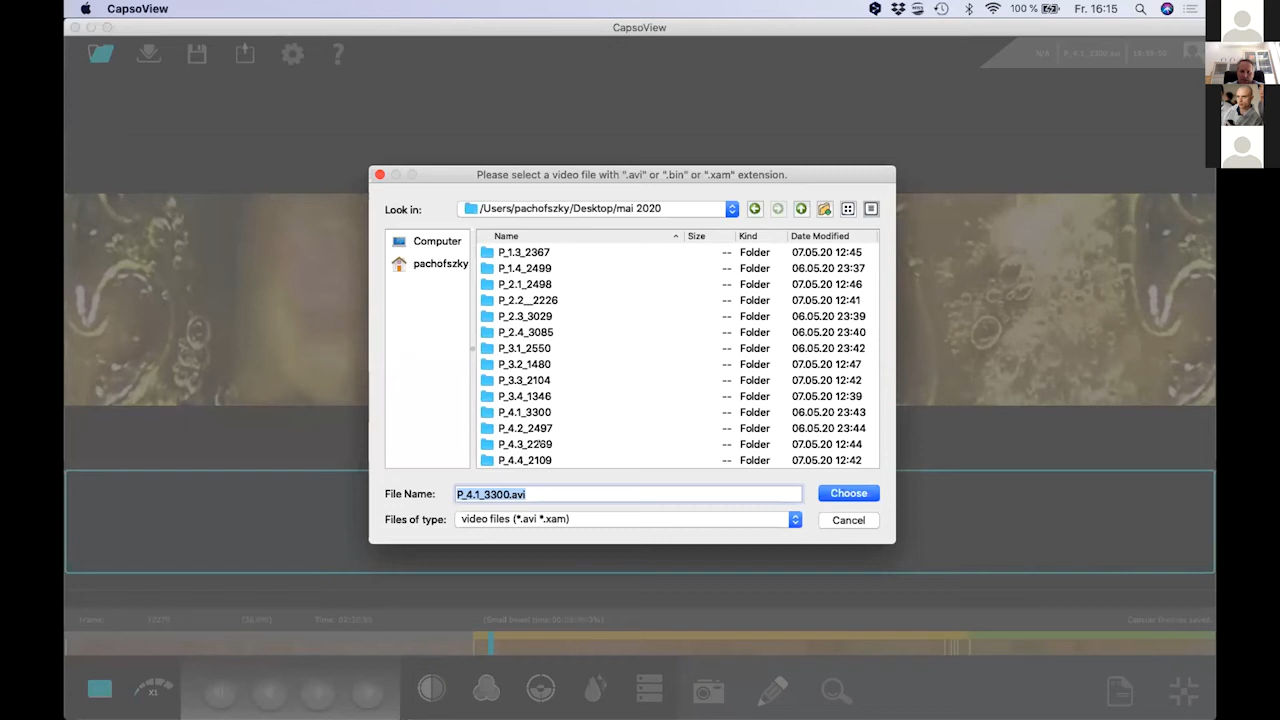 CapsoView
100 %
Fr. 16:15
CapsoView
N/A
P_4.1_3300.avi
Please select a video file with ".avi" or ".bin" or ".xam" extension.
Look in:
/Users/pachofszky/Desktop/mai 2020
Computer
pachofszky
Name Size Kind Date Modified
P_1.3_2367 -- Folder 07.05.20 12:45
P_1.4_2499 -- Folder 06.05.20 23:37
P_2.1_2498 -- Folder 07.05.20 12:46
P_2.2__2226 -- Folder 07.05.20 12:41
P_2.3_3029 -- Folder 06.05.20 23:39
P_2.4_3085 -- Folder 06.05.20 23:40
P_3.1_2550 -- Folder 06.05.20 23:42
P_3.2_1480 -- Folder 07.05.20 12:47
P_3.3_2104 -- Folder 07.05.20 12:42
P_3.4_1346 -- Folder 07.05.20 12:39
P_4.1_3300 -- Folder 06.05.20 23:43
P_4.2_2497 -- Folder 06.05.20 23:44
P_4.3_2269 -- Folder 07.05.20 12:44
P_4.4_2109 -- Folder 07.05.20 12:42
File Name: P_4.1_3300.avi Choose
Files of type: video files (*.avi *.xam) Cancel
Frame: Time:
X1